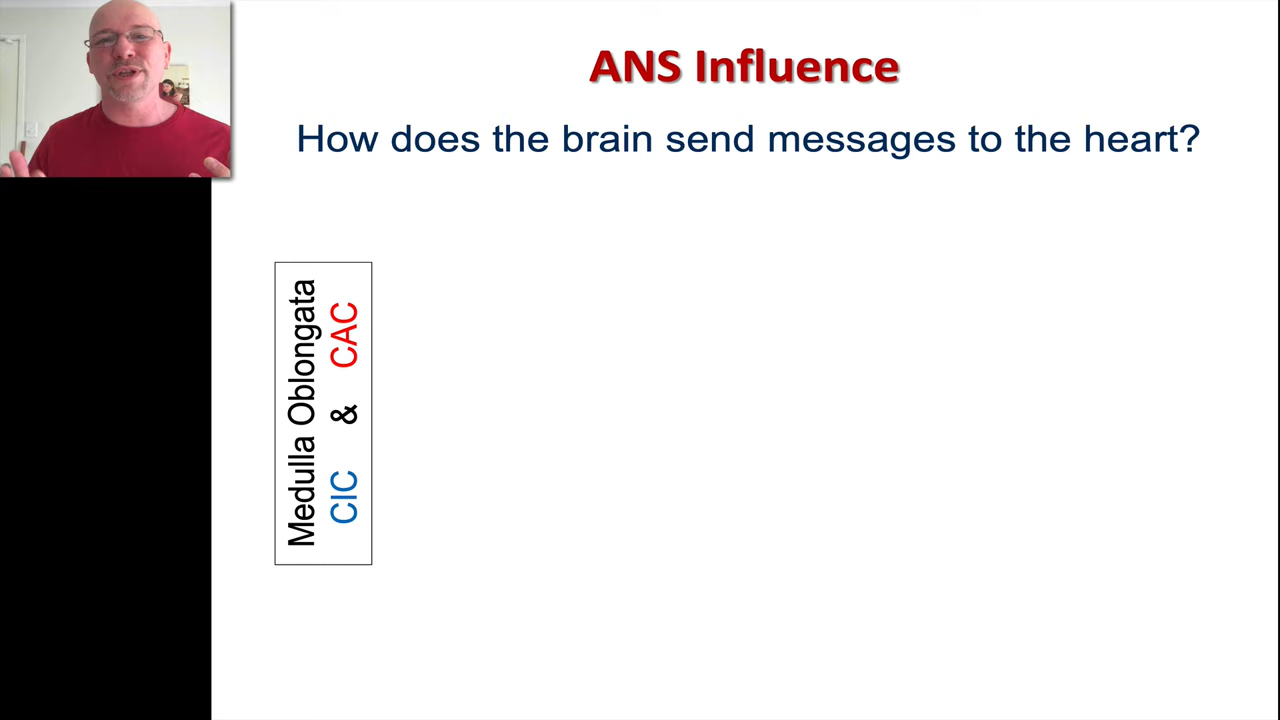 ANS Influence
How does the brain send messages to the heart?
Medulla Oblongata
CIC & CAC